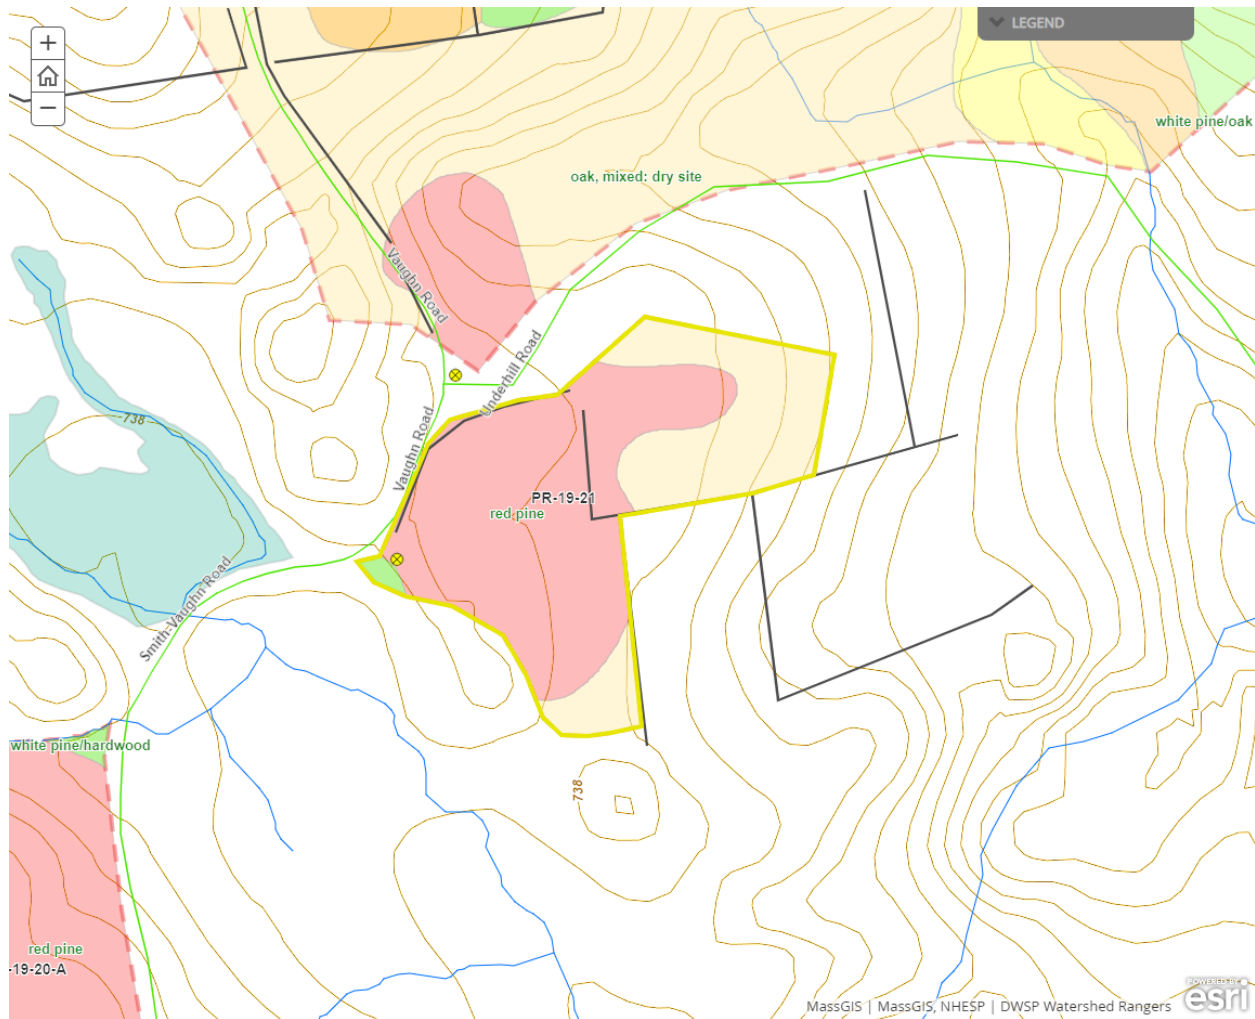 +
LEGEND
−
white pine/oak
oak, mixed: dry site
Vaughn Road
Underhill Road
738
Vaughn Road
PR-19-21
red pine
Smith-Vaughn Road
white pine/hardwood
738
red pine
-19-20-A
POWERED BY
esri
MassGIS | MassGIS, NHESP | DWSP Watershed Rangers